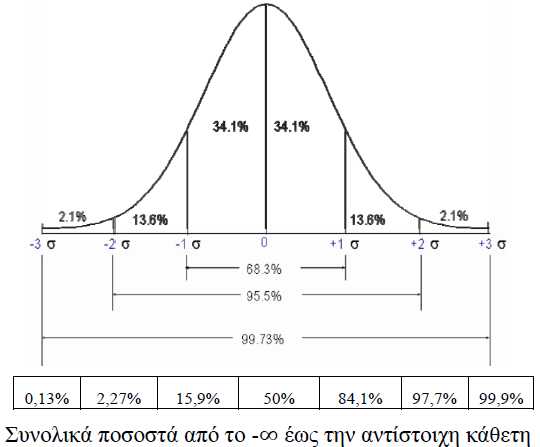 34.1% 34.1%
2.1% 13.6% 13.6% 2.1%
-3 σ -2 σ -1 σ 0 +1 σ +2 σ +3 σ
68.3%
95.5%
99.73%
0,13% 2,27% 15,9% 50% 84,1% 97,7% 99,9%
Συνολικά ποσοστά από το -∞ έως την αντίστοιχη κάθετη